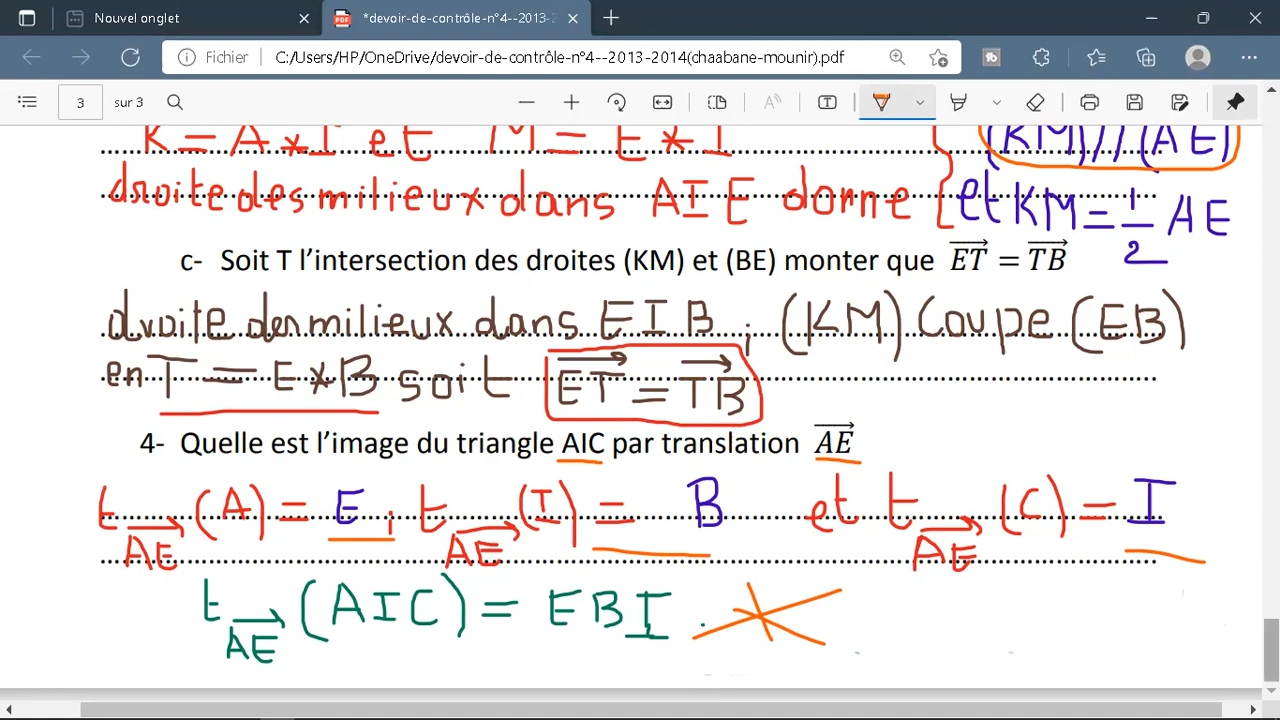 Nouvel onglet
*devoir-de-contrôle-n°4--2013-2
Fichier C:/Users/HP/OneDrive/devoir-de-contrôle-n°4--2013-2014(chaabane-mounir).pdf
3 sur 3
K = A * I et M = E * I (KM)//(AE)
droite des milieux dans AIE donne et KM = 1/2 AE
c- Soit T l'intersection des droites (KM) et (BE) monter que ET = TB
droite des milieux dans EIB, (KM) Coupe (EB)
en T = E * B soit ET = TB
4- Quelle est l'image du triangle AIC par translation AE
t AE (A) = E, t AE (I) = B et t AE (C) = I
t AE (AIC) = EBI.